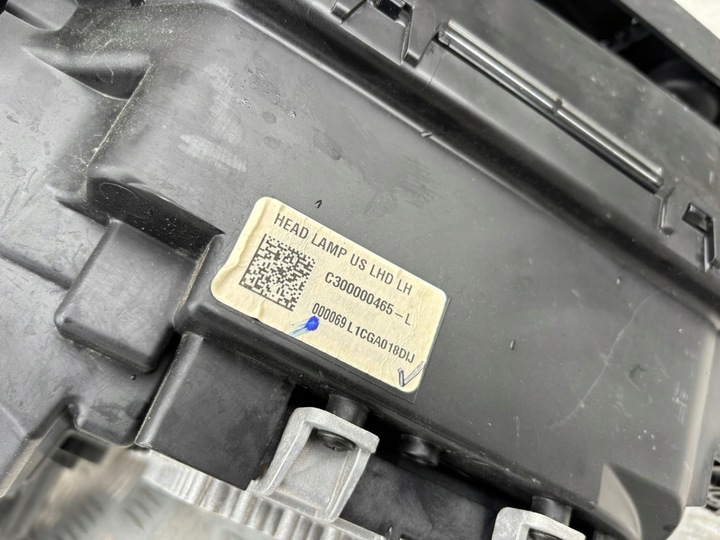 HEAD LAMP US LHD LH
C300000465-L
000069 L1CGA018DIJ